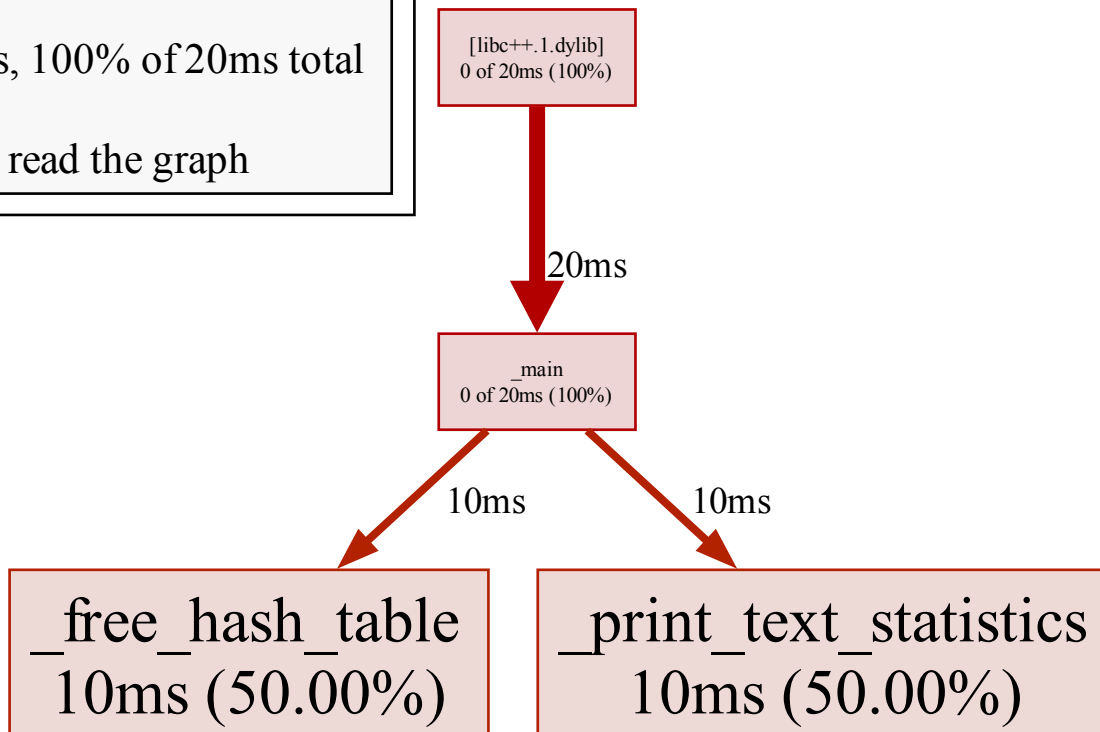 s, 100% of 20ms total
read the graph
[libc++.1.dylib]
0 of 20ms (100%)
20ms
_main
0 of 20ms (100%)
10ms
10ms
_free_hash_table
10ms (50.00%)
_print_text_statistics
10ms (50.00%)